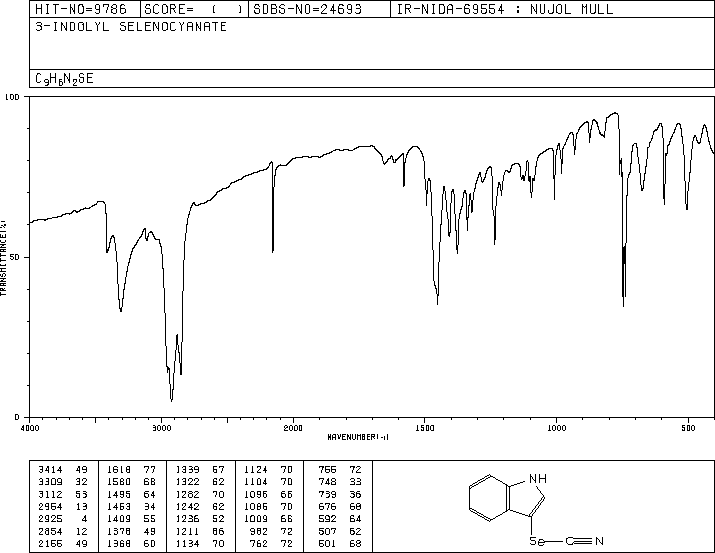 HIT-NO=9786 SCORE= ( ) SDBS-NO=24693 IR-NIDA-69554 : NUJOL MULL
3-INDOLYL SELENOCYANATE
C9H6N2SE
100
50
0
TRANSMITTANCE(%)
4000 3000 2000 1500 1000 500
WAVENUMBER(-1)
3414 49 1618 77 1339 67 1124 70 766 72
3309 32 1580 68 1322 62 1104 70 748 33
3112 53 1495 64 1282 70 1096 66 739 36
2954 13 1453 34 1242 62 1086 70 676 68
2925 4 1409 55 1236 52 1009 66 592 64
2854 12 1378 49 1211 66 982 72 507 62
2155 49 1368 60 1134 70 762 72 501 68
NH
Se C N